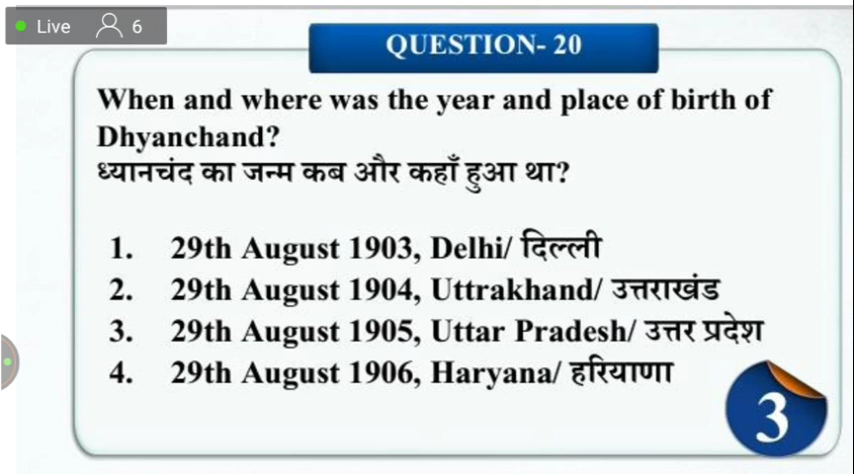 Live 6
QUESTION- 20
When and where was the year and place of birth of
Dhyanchand?
ध्यानचंद का जन्म कब और कहाँ हुआ था?
1. 29th August 1903, Delhi/ दिल्ली
2. 29th August 1904, Uttrakhand/ उत्तराखंड
3. 29th August 1905, Uttar Pradesh/ उत्तर प्रदेश
4. 29th August 1906, Haryana/ हरियाणा
3